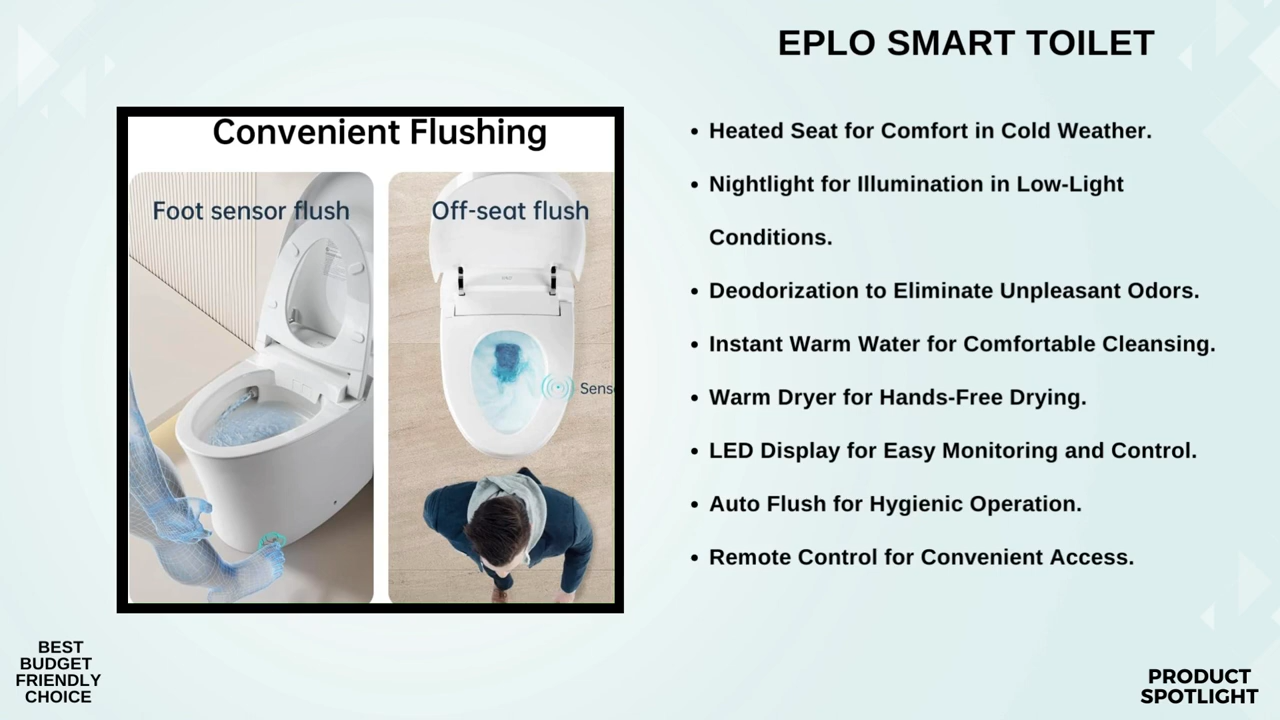 EPLO SMART TOILET
Convenient Flushing
Foot sensor flush
Off-seat flush
• Heated Seat for Comfort in Cold Weather.
• Nightlight for Illumination in Low-Light
Conditions.
• Deodorization to Eliminate Unpleasant Odors.
• Instant Warm Water for Comfortable Cleansing.
• Warm Dryer for Hands-Free Drying.
• LED Display for Easy Monitoring and Control.
• Auto Flush for Hygienic Operation.
• Remote Control for Convenient Access.
BEST
BUDGET
FRIENDLY
CHOICE
PRODUCT
SPOTLIGHT